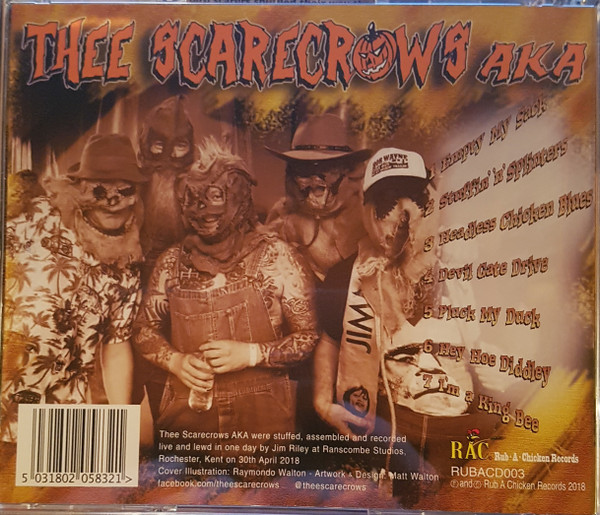 THEE SCARECROWS AKA
1 Empty My Sack
2 Stuffin' 'n' Splinters
3 Headless Chicken Blues
4 Devil Gate Drive
5 Pluck My Duck
6 Hey Hoe Diddley
7 I'm a King Bee
Thee Scarecrows AKA were stuffed, assembled and recorded
live and lewd in one day by Jim Riley at Ranscombe Studios,
Rochester, Kent on 30th April 2018
Cover Illustration: Raymondo Walton - Artwork & Design: Matt Walton
facebook.com/theescarecrows @theescarecrows
5 031802 058321>
RAC Rub·A·Chicken Records
RUBACD003
Ⓟ and © Rub A Chicken Records 2018